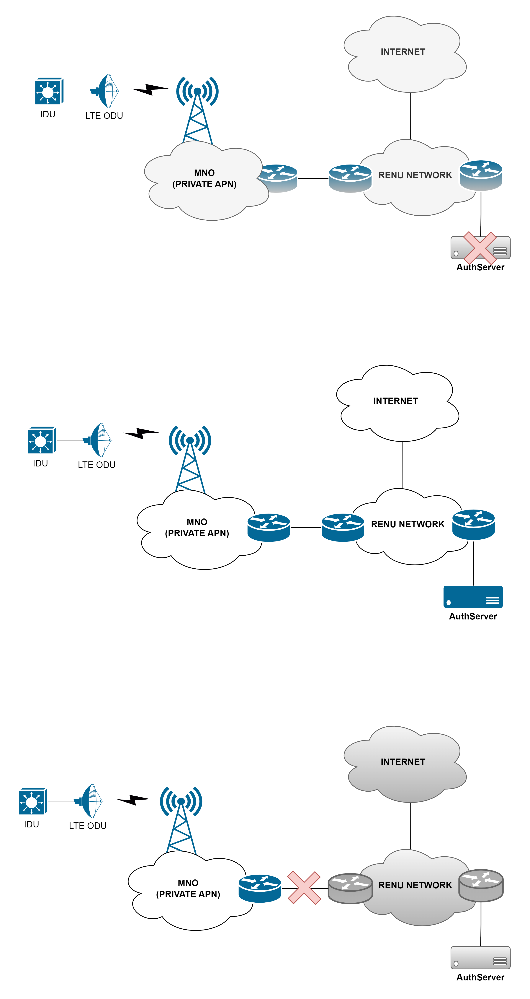 INTERNET
IDU
LTE ODU
MNO
(PRIVATE APN)
RENU NETWORK
AuthServer
INTERNET
IDU
LTE ODU
MNO
(PRIVATE APN)
RENU NETWORK
AuthServer
INTERNET
IDU
LTE ODU
MNO
(PRIVATE APN)
RENU NETWORK
AuthServer